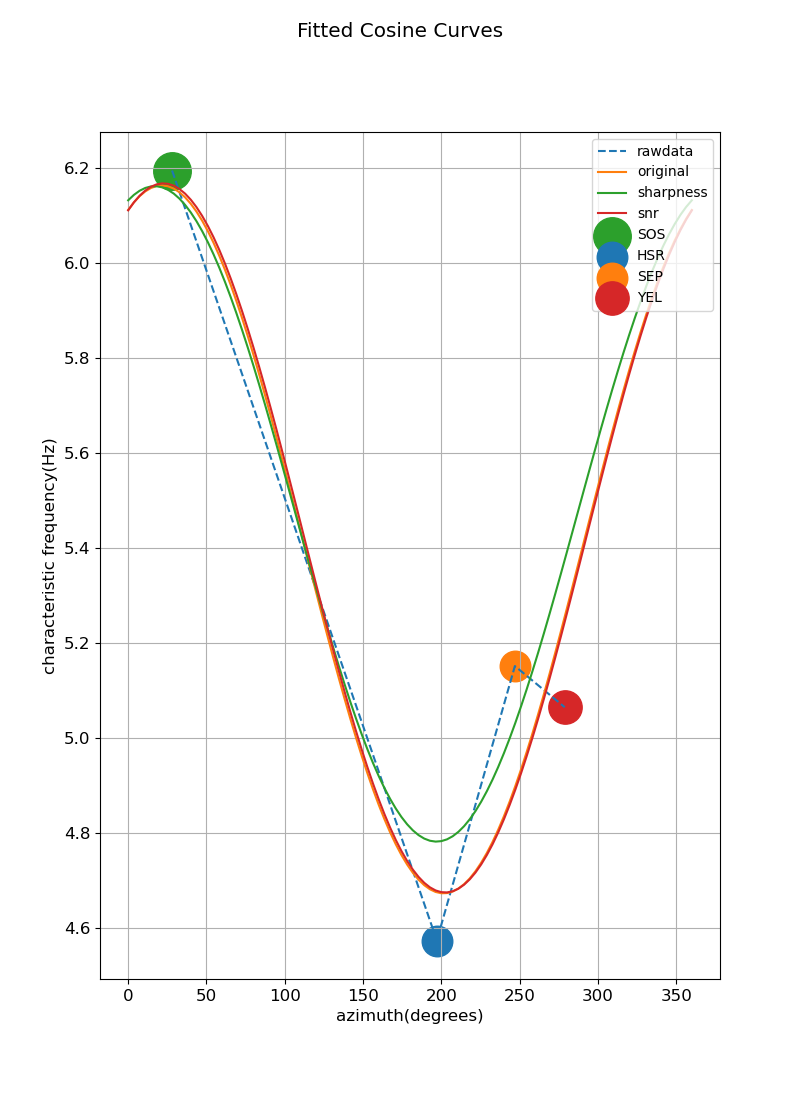 Fitted Cosine Curves
rawdata
original
sharpness
snr
SOS
HSR
SEP
YEL
characteristic frequency(Hz)
6.2
6.0
5.8
5.6
5.4
5.2
5.0
4.8
4.6
0 50 100 150 200 250 300 350
azimuth(degrees)